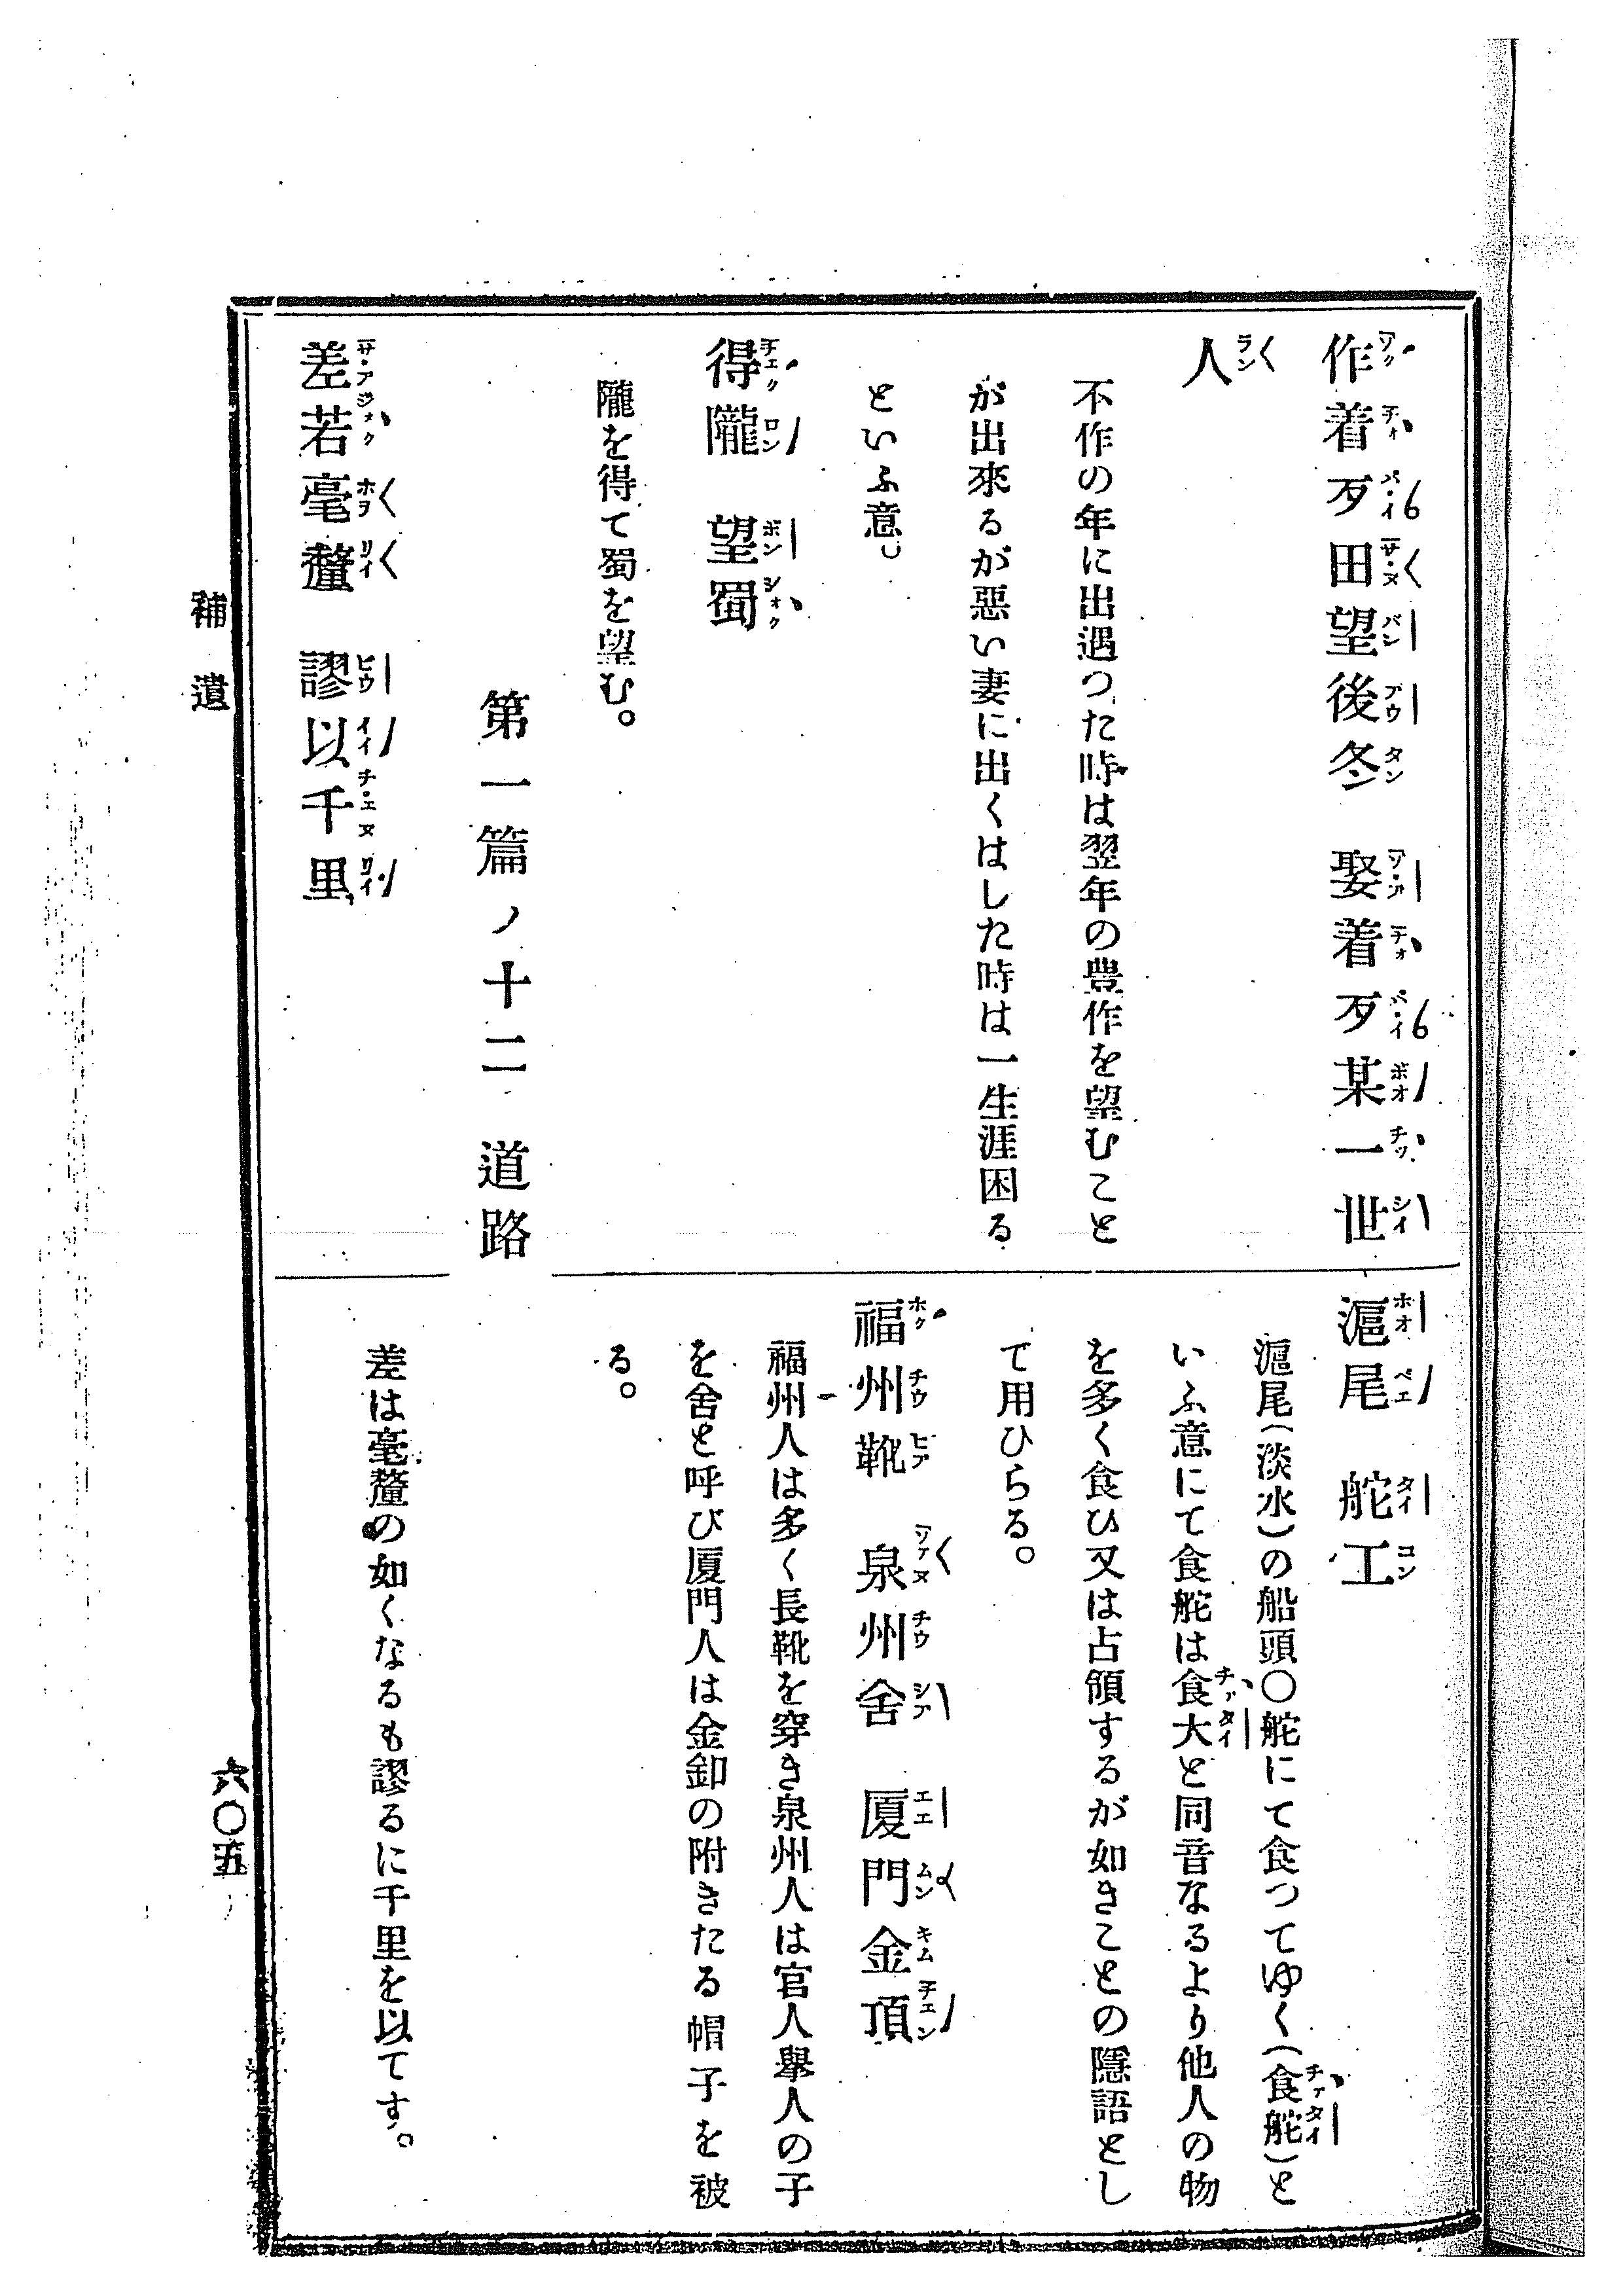 作着歹田望後冬　娶着歹某一世
人
不作の年に出遇つた時は翌年の豊作を望むこと
が出來るが惡い妻に出くはした時は一生涯困る
といふ意。
得隴　望蜀
隴を得て蜀を望む。
滬尾　舵工
滬尾(淡水)の船頭〇舵にて食つてゆく(食舵)と
いふ意にて食舵は食大と同音なるより他人の物
を多く食ひ又は占領するが如きことの隱語とし
て用ひらる。
福州靴　泉州舍　厦門金頂
福州人は多く長靴を穿き泉州人は官人擧人の子
を舍と呼び厦門人は金釦の附きたる帽子を被
る。
第一篇ノ十二　道路
差若毫釐　謬以千里
差は毫釐の如くなるも謬るに千里を以てす。
補遺
六〇五